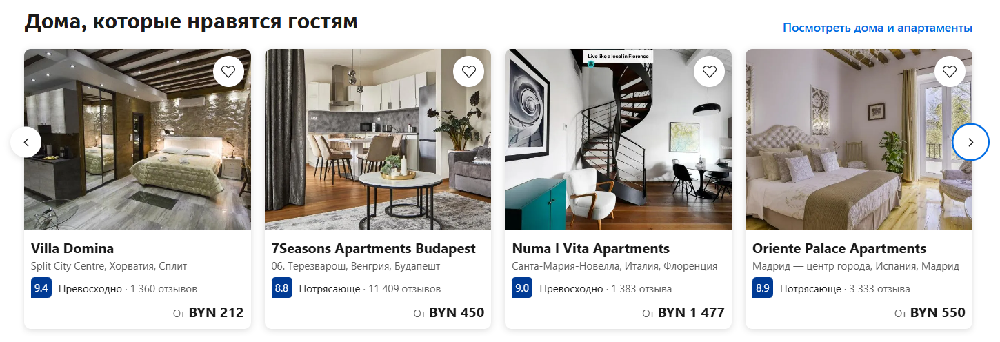 Дома, которые нравятся гостям
Посмотреть дома и апартаменты
Live like a local in Florence
Villa Domina
Split City Centre, Хорватия, Сплит
9.4 Превосходно · 1 360 отзывов
От BYN 212
7Seasons Apartments Budapest
06. Терезварош, Венгрия, Будапешт
8.8 Потрясающе · 11 409 отзывов
От BYN 450
Numa I Vita Apartments
Санта-Мария-Новелла, Италия, Флоренция
9.0 Превосходно · 1 383 отзыва
От BYN 1 477
Oriente Palace Apartments
Мадрид — центр города, Испания, Мадрид
8.9 Потрясающе · 3 333 отзыва
От BYN 550